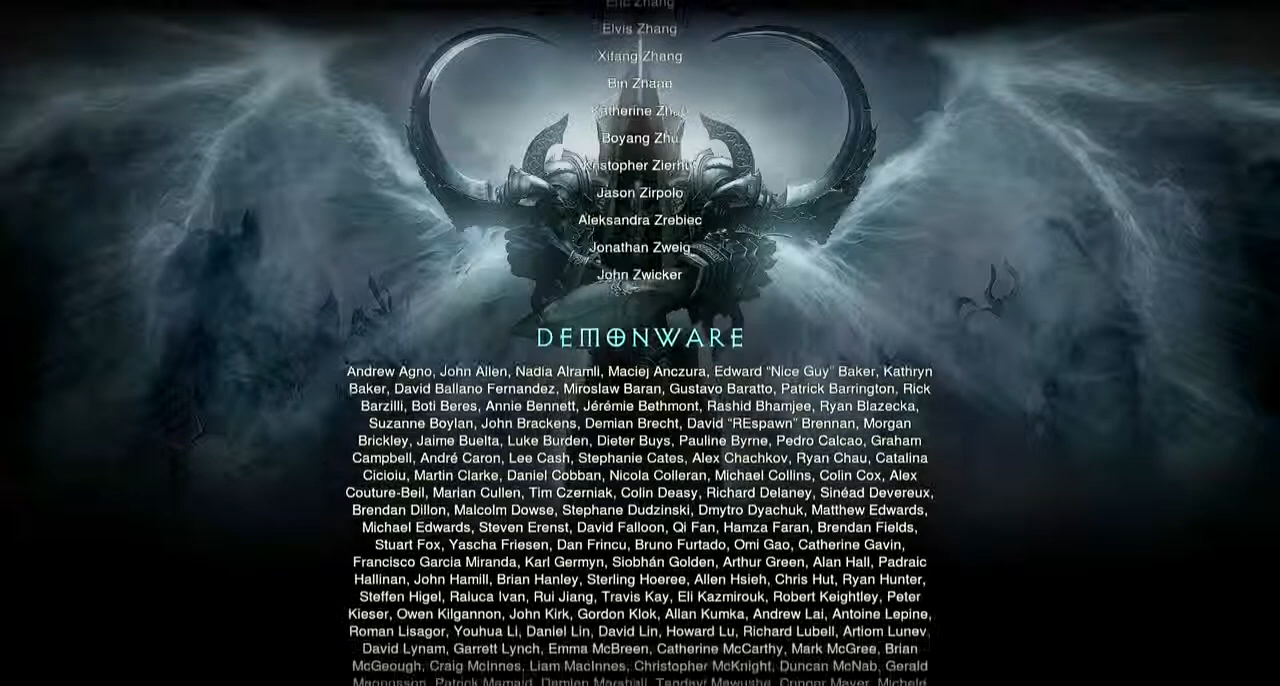 Eric Zhang
Elvis Zhang
Xifang Zhang
Bin Zhang
Katherine Zhao
Boyang Zhu
Kristopher Zierhut
Jason Zirpolo
Aleksandra Zrebiec
Jonathan Zweig
John Zwicker
DEMONWARE
Andrew Agno, John Allen, Nadia Alramli, Maciej Anczura, Edward “Nice Guy” Baker, Kathryn
Baker, David Ballano Fernandez, Miroslaw Baran, Gustavo Baratto, Patrick Barrington, Rick
Barzilli, Boti Beres, Annie Bennett, Jérémie Bethmont, Rashid Bhamjee, Ryan Blazecka,
Suzanne Boylan, John Brackens, Demian Brecht, David “REspawn” Brennan, Morgan
Brickley, Jaime Buelta, Luke Burden, Dieter Buys, Pauline Byrne, Pedro Calcao, Graham
Campbell, André Caron, Lee Cash, Stephanie Cates, Alex Chachkov, Ryan Chau, Catalina
Cicioiu, Martin Clarke, Daniel Cobban, Nicola Colleran, Michael Collins, Colin Cox, Alex
Couture-Beil, Marian Cullen, Tim Czerniak, Colin Deasy, Richard Delaney, Sinéad Devereux,
Brendan Dillon, Malcolm Dowse, Stephane Dudzinski, Dmytro Dyachuk, Matthew Edwards,
Michael Edwards, Steven Erenst, David Falloon, Qi Fan, Hamza Faran, Brendan Fields,
Stuart Fox, Yascha Friesen, Dan Frincu, Bruno Furtado, Omi Gao, Catherine Gavin,
Francisco Garcia Miranda, Karl Germyn, Siobhán Golden, Arthur Green, Alan Hall, Padraic
Hallinan, John Hamill, Brian Hanley, Sterling Hoeree, Allen Hsieh, Chris Hut, Ryan Hunter,
Steffen Higel, Raluca Ivan, Rui Jiang, Travis Kay, Eli Kazmirouk, Robert Keightley, Peter
Kieser, Owen Kilgannon, John Kirk, Gordon Klok, Allan Kumka, Andrew Lai, Antoine Lepine,
Roman Lisagor, Youhua Li, Daniel Lin, David Lin, Howard Lu, Richard Lubell, Artiom Lunev,
David Lynam, Garrett Lynch, Emma McBreen, Catherine McCarthy, Mark McGree, Brian
McGeough, Craig McInnes, Liam MacInnes, Christopher McKnight, Duncan McNab, Gerald
Patrick Damien Marshall,